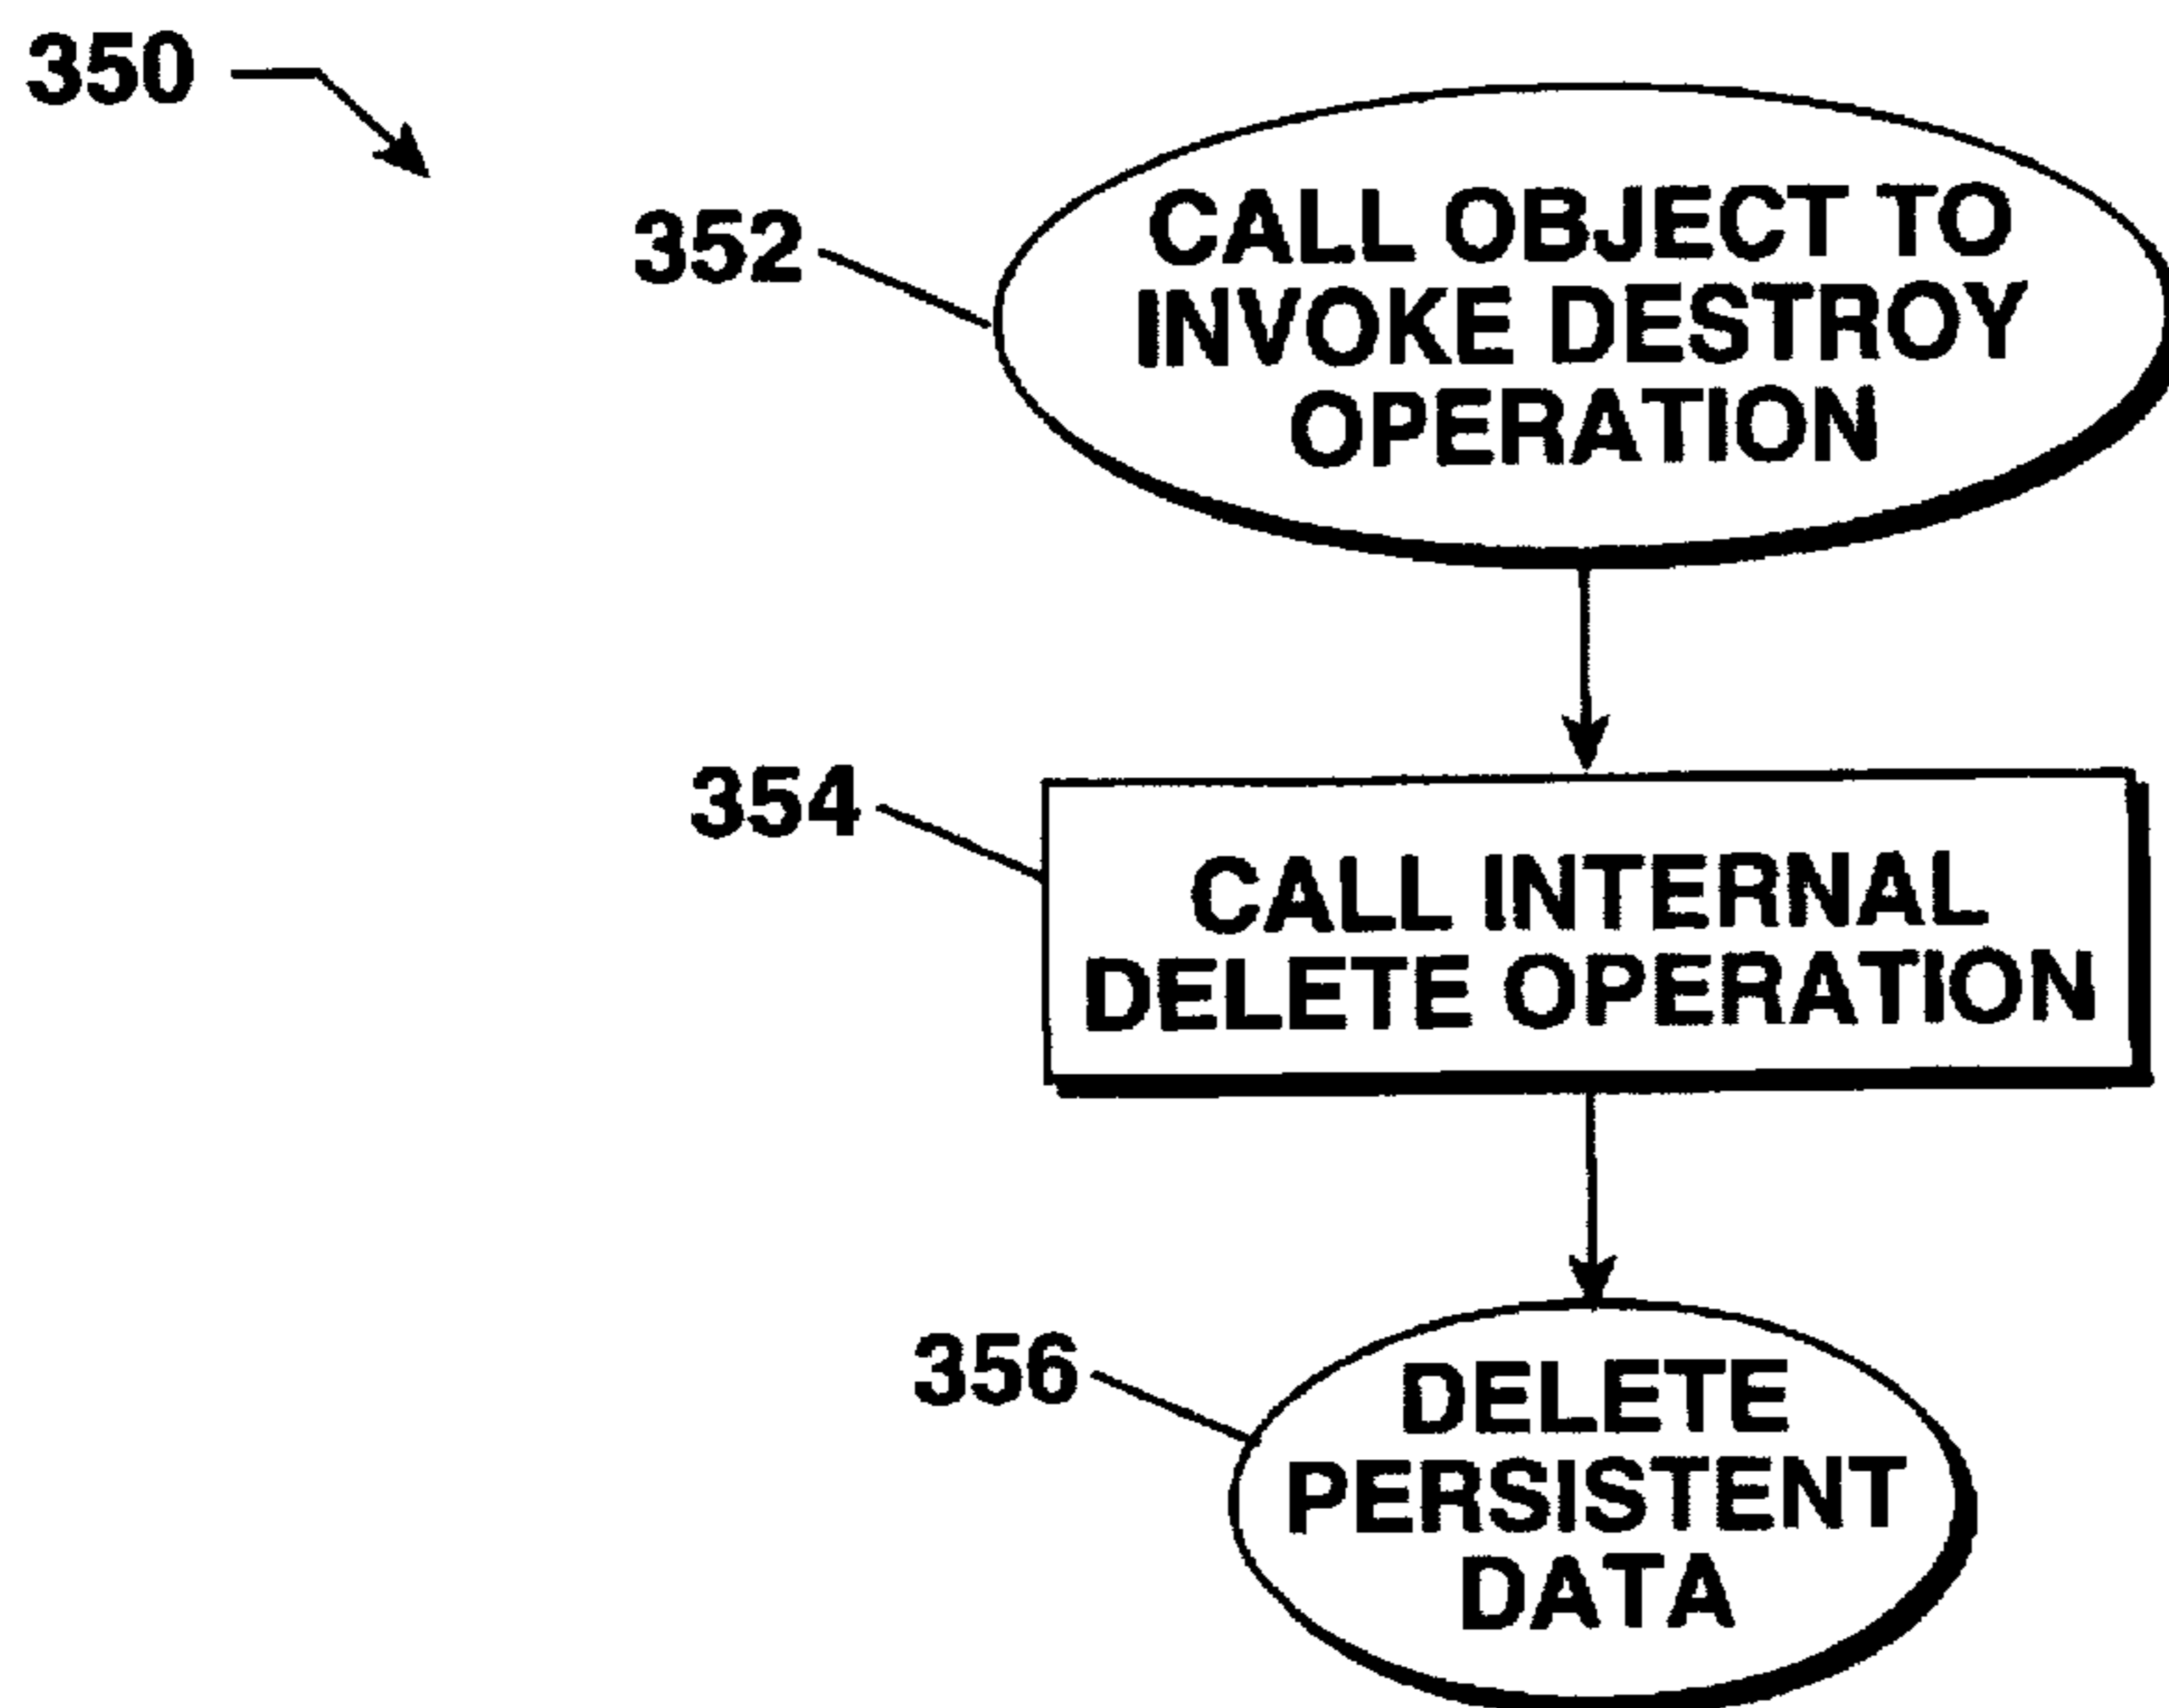 350
352
CALL OBJECT TO
INVOKE DESTROY
OPERATION
354
CALL INTERNAL
DELETE OPERATION
356
DELETE
PERSISTENT
DATA